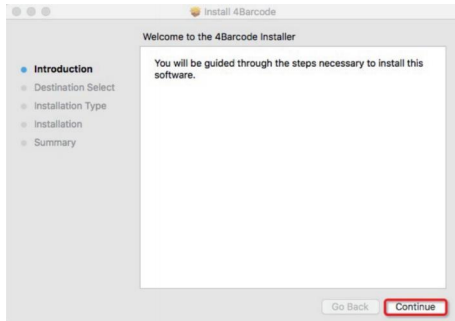 Install 4Barcode
Welcome to the 4Barcode Installer
Introduction
Destination Select
Installation Type
Installation
Summary
You will be guided through the steps necessary to install this
software.
Go Back
Continue